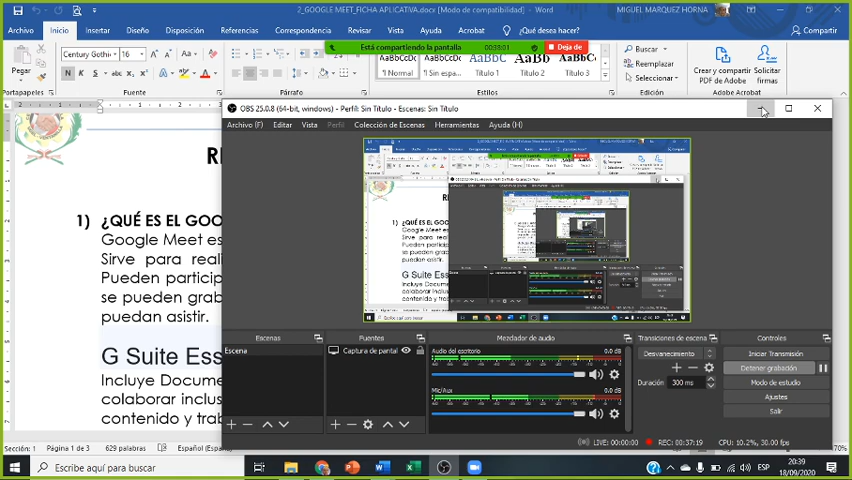 2_GOOGLE MEET_FICHA APLICATIVA.docx [Modo de compatibilidad] - Word
MIGUEL MARQUEZ HORNA
Archivo Inicio Insertar Diseño Disposición Referencias Correspondencia Revisar Vista Ayuda Acrobat ¿Qué desea hacer? Compartir
Está compartiendo la pantalla 00:38:01 Deja de
Pegar
Century Gothi 16
N K S
AaBbCcDc AaBbCcDc AaBbC
¶ Normal ¶ Sin espa... Título 1 Título 2 Título 3
Buscar
Reemplazar
Seleccionar
Crear y compartir PDF de Adobe
Solicitar firmas
Portapapeles Fuente Párrafo Edición Adobe Acrobat
OBS 25.0.8 (64-bit, windows) - Perfil: Sin Título - Escenas: Sin Título
Archivo (F) Editar Vista Perfil Colección de Escenas Herramientas Ayuda (H)
1) ¿QUÉ ES EL GOO
Google Meet es
Sirve para reali
Pueden particip
se pueden grab
puedan asistir.
G Suite Ess
Incluye Docume
colaborar inclus
contenido y trab
Escenas Fuentes Mezclador de audio Transiciones de escena Controles
Escena
Captura de pantal
Audio del escritorio 0.0 dB
Mic/Aux 0.0 dB
Desvanecimiento
Duración 300 ms
Iniciar Transmisión
Detener grabación
Modo de estudio
Ajustes
Salir
LIVE: 00:00:00 REC: 00:37:19 CPU: 10.2%, 30.00 fps
Sección: 1 Página 1 de 3 629 palabras Español (España) 70%
Escribe aquí para buscar
ESP
20:39
18/09/2020